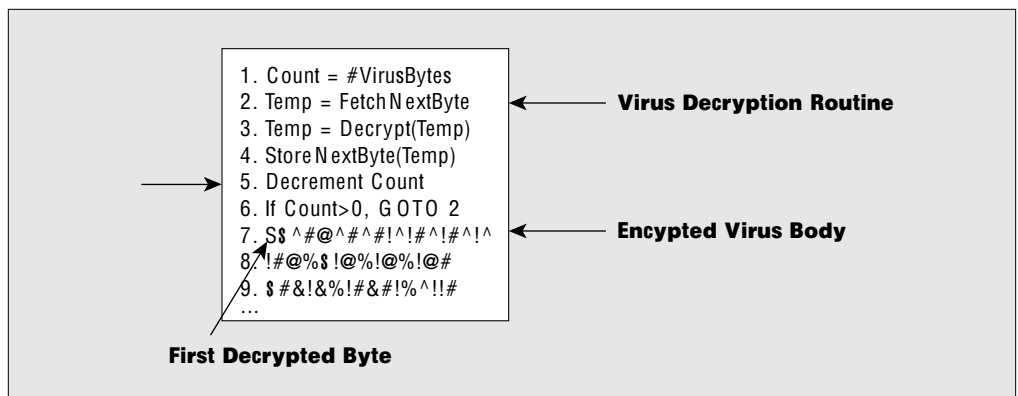 1. Count = #VirusBytes
2. Temp = FetchNextByte
3. Temp = Decrypt(Temp)
4. StoreNextByte(Temp)
5. Decrement Count
6. If Count>0, GOTO 2
7. S$^#@^#^#!^!#^!#^!^
8. !#@%$!@%!@%!@#
9. $#&!&%!#&#!%^!!#
...
Virus Decryption Routine
Encypted Virus Body
First Decrypted Byte